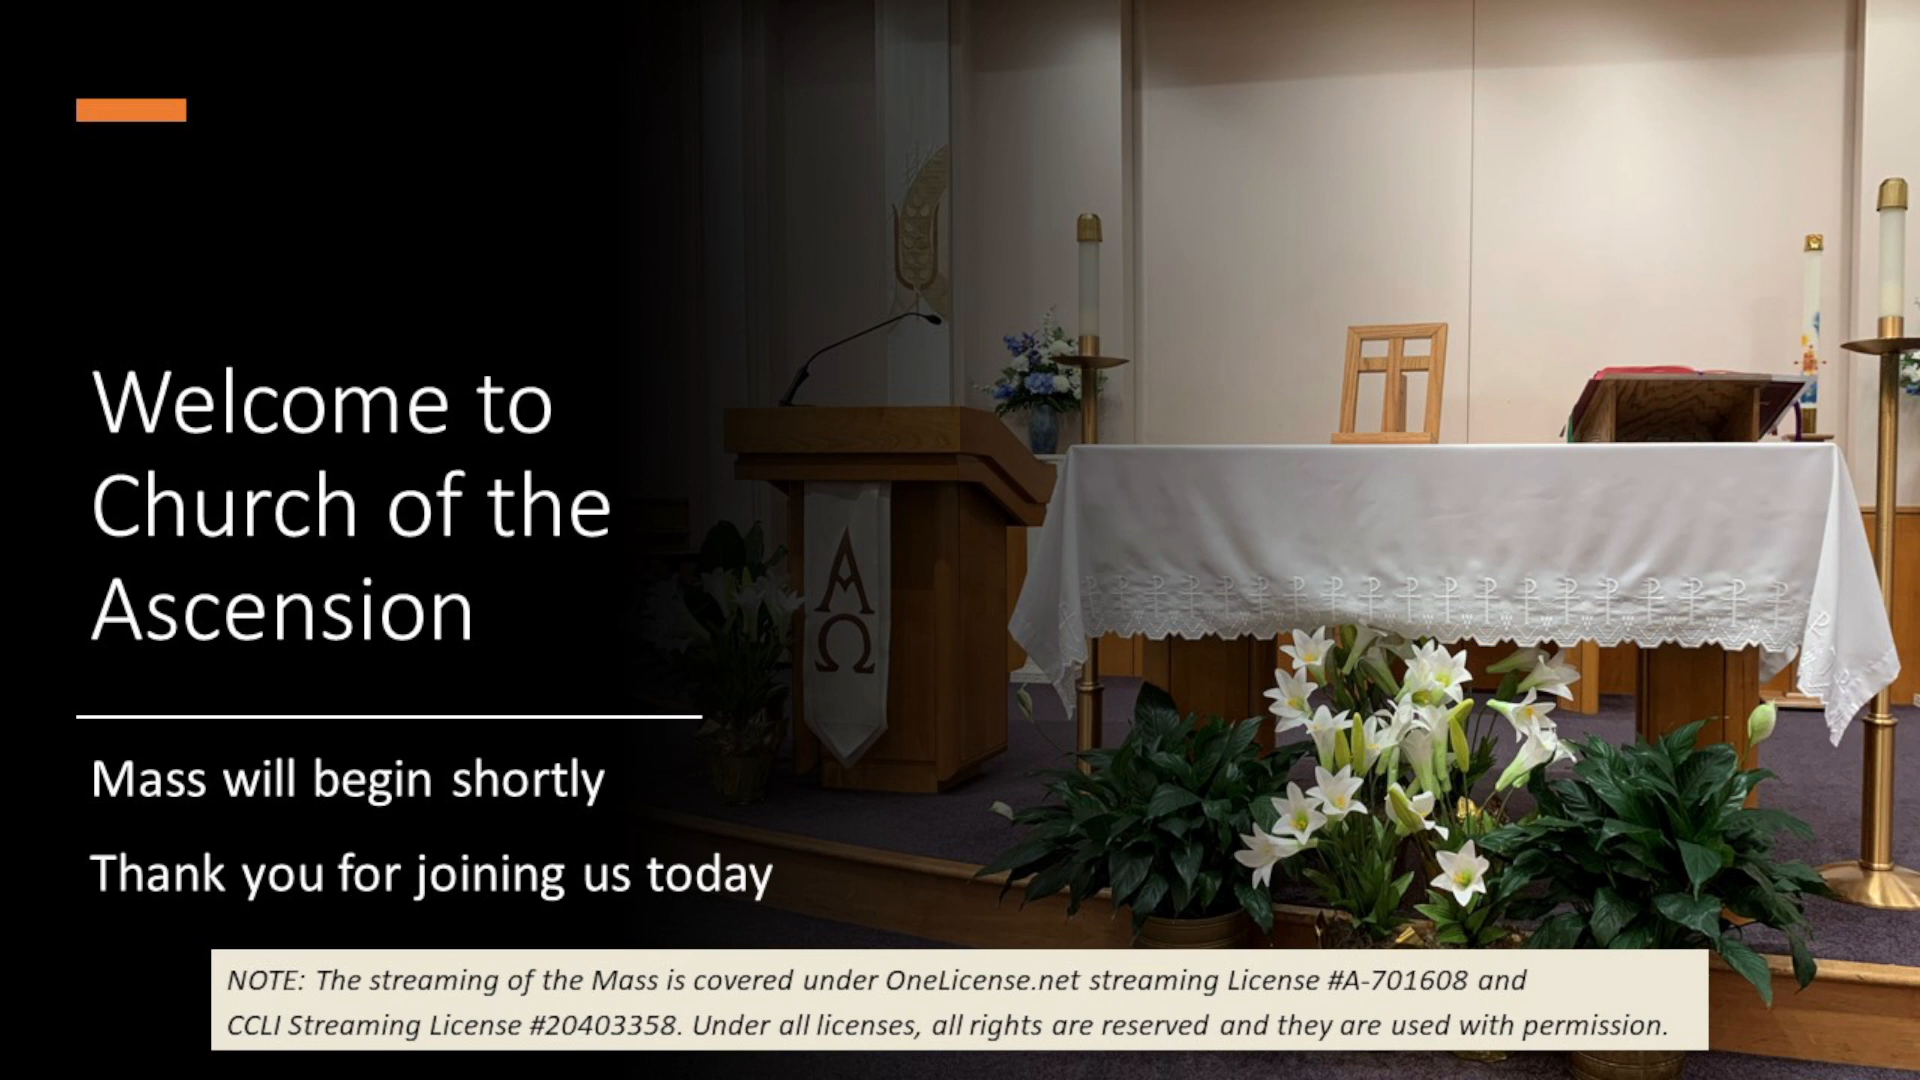 Welcome to
Church of the
Ascension
Mass will begin shortly
Thank you for joining us today
ΑΩ
NOTE: The streaming of the Mass is covered under OneLicense.net streaming License #A-701608 and
CCLI Streaming License #20403358. Under all licenses, all rights are reserved and they are used with permission.